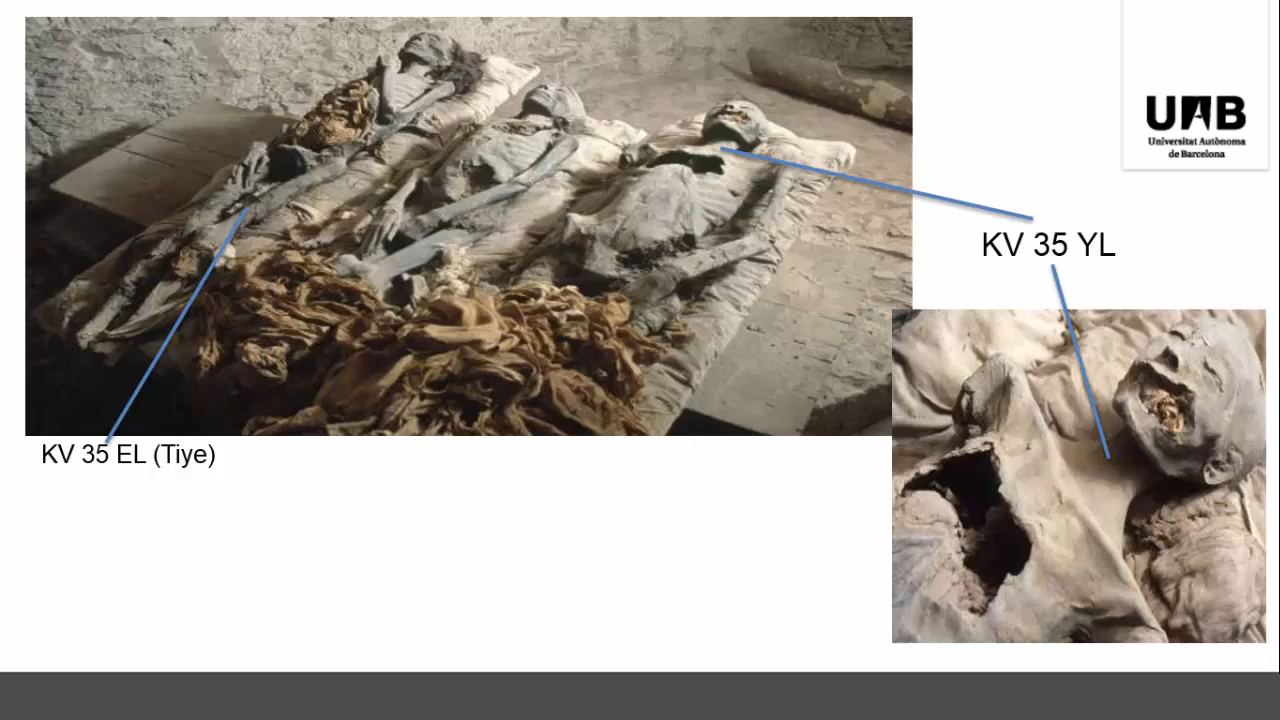 UAB
Universitat Autònoma
de Barcelona
KV 35 YL
KV 35 EL (Tiye)